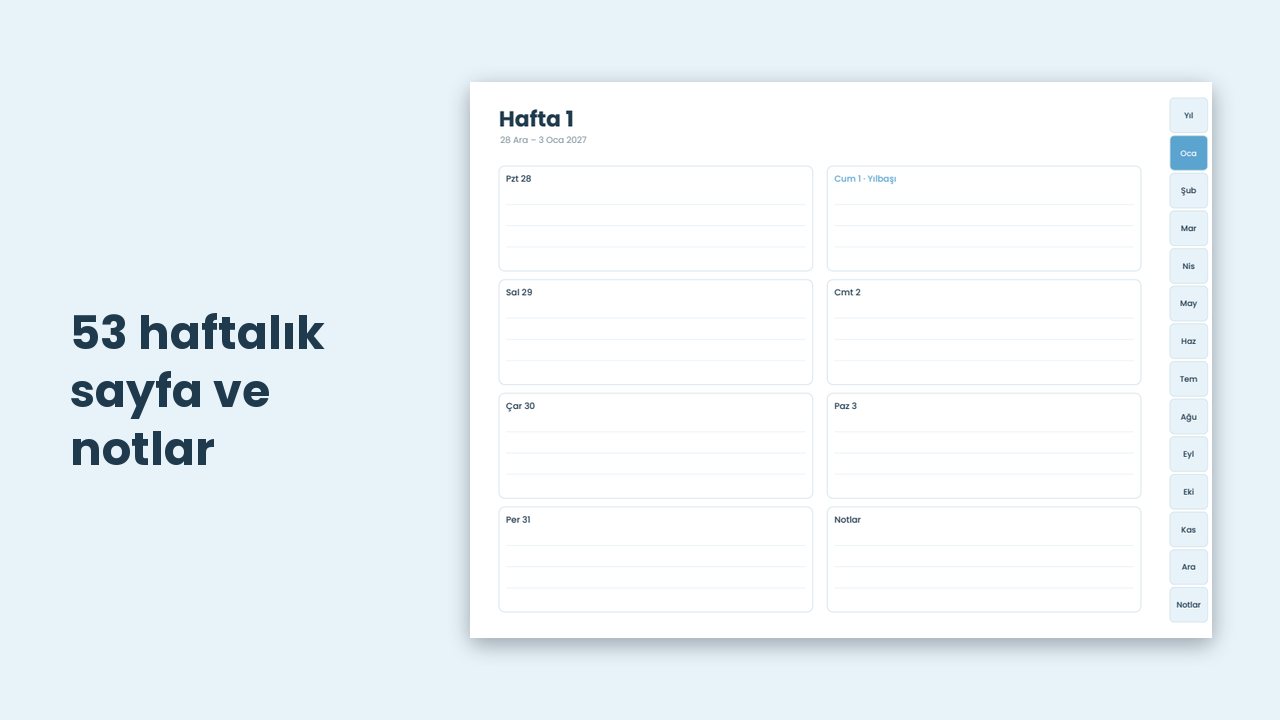 53 haftalık
sayfa ve
notlar
Hafta 1
28 Ara – 3 Oca 2027
Pzt 28
Sal 29
Çar 30
Per 31
Cum 1 · Yılbaşı
Cmt 2
Paz 3
Notlar
Yıl
Oca
Şub
Mar
Nis
May
Haz
Tem
Ağu
Eyl
Eki
Kas
Ara
Notlar